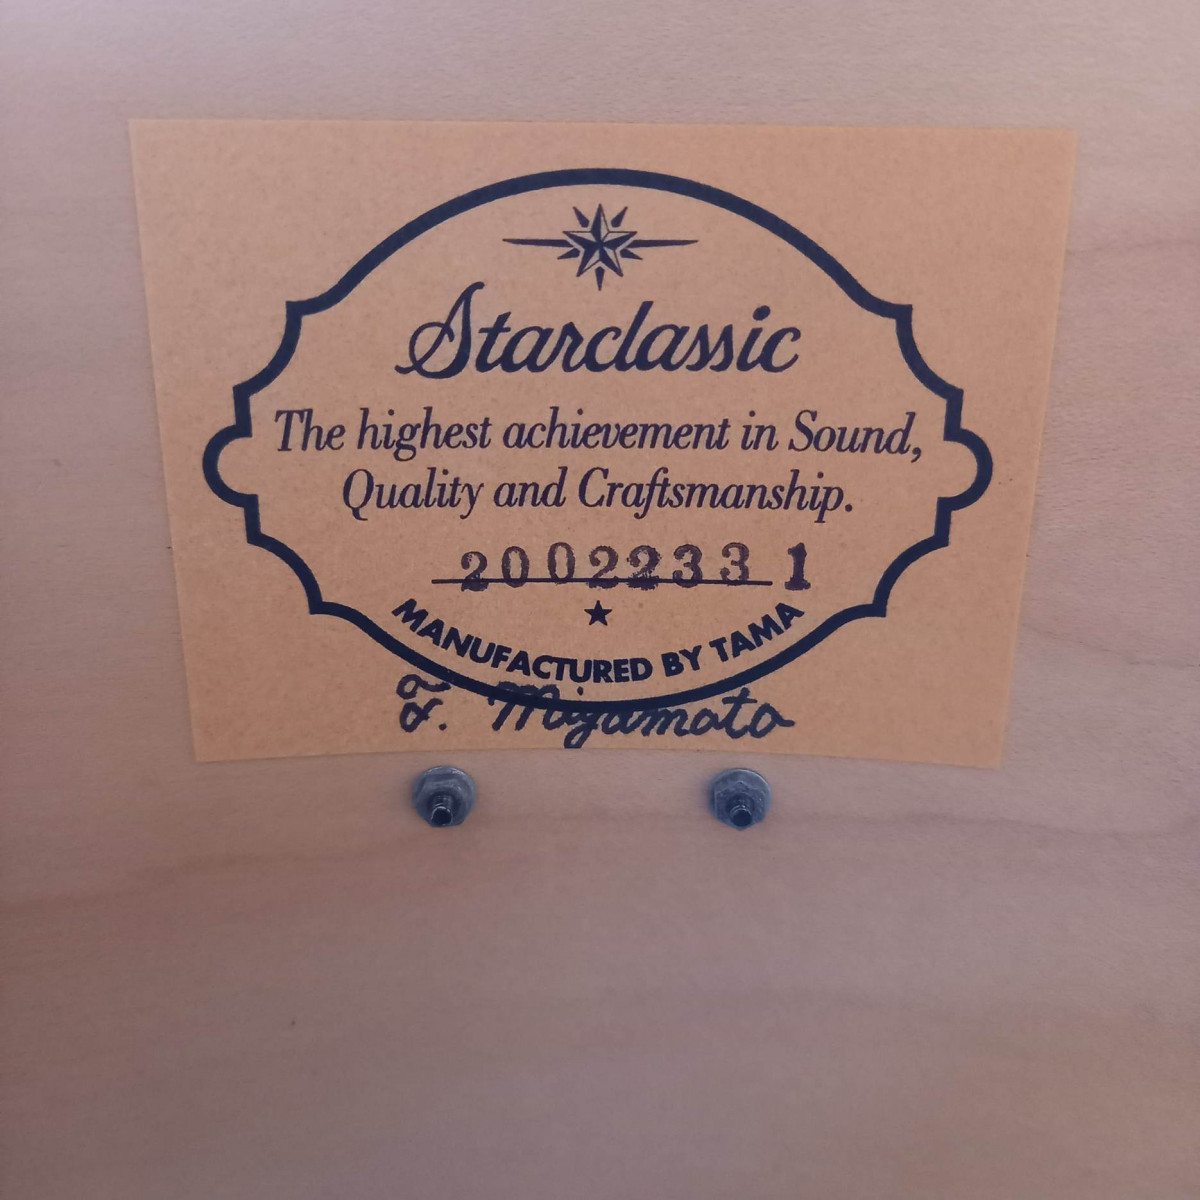 Starclassic
The highest achievement in Sound,
Quality and Craftsmanship.
20022331
MANUFACTURED BY TAMA
Miyamoto